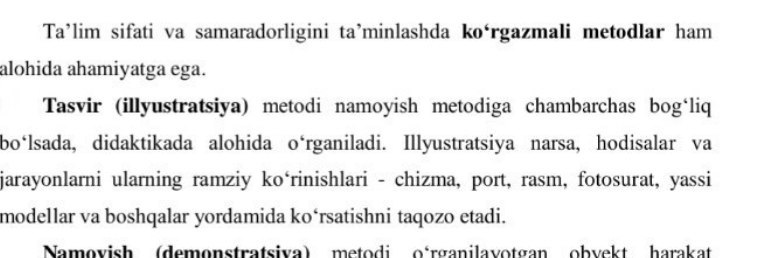 Ta’lim sifati va samaradorligini ta’minlashda ko‘rgazmali metodlar ham
alohida ahamiyatga ega.
Tasvir (illyustratsiya) metodi namoyish metodiga chambarchas bog‘liq
bo‘lsada, didaktikada alohida o‘rganiladi. Illyustratsiya narsa, hodisalar va
jarayonlarni ularning ramziy ko‘rinishlari - chizma, port, rasm, fotosurat, yassi
modellar va boshqalar yordamida ko‘rsatishni taqozo etadi.
Namoyish (demonstratsiya) metodi o‘rganilayotgan obyekt harakat